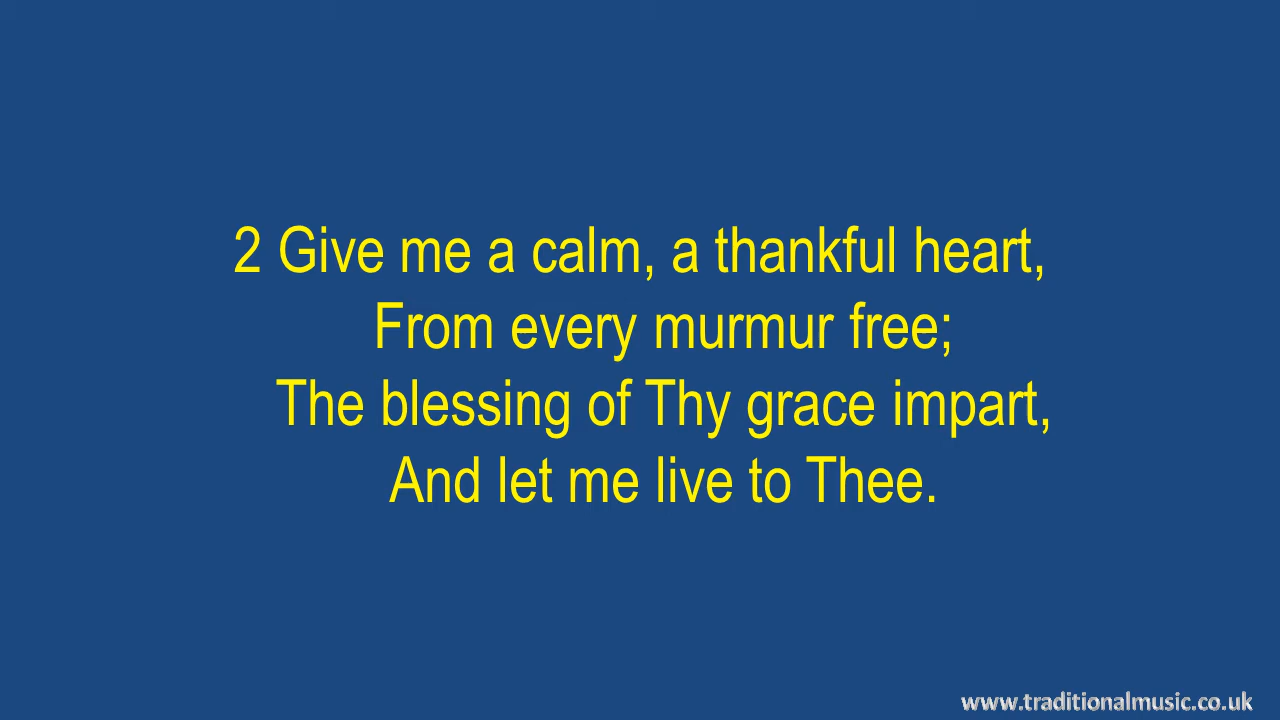 2 Give me a calm, a thankful heart,
From every murmur free;
The blessing of Thy grace impart,
And let me live to Thee.
www.traditionalmusic.co.uk